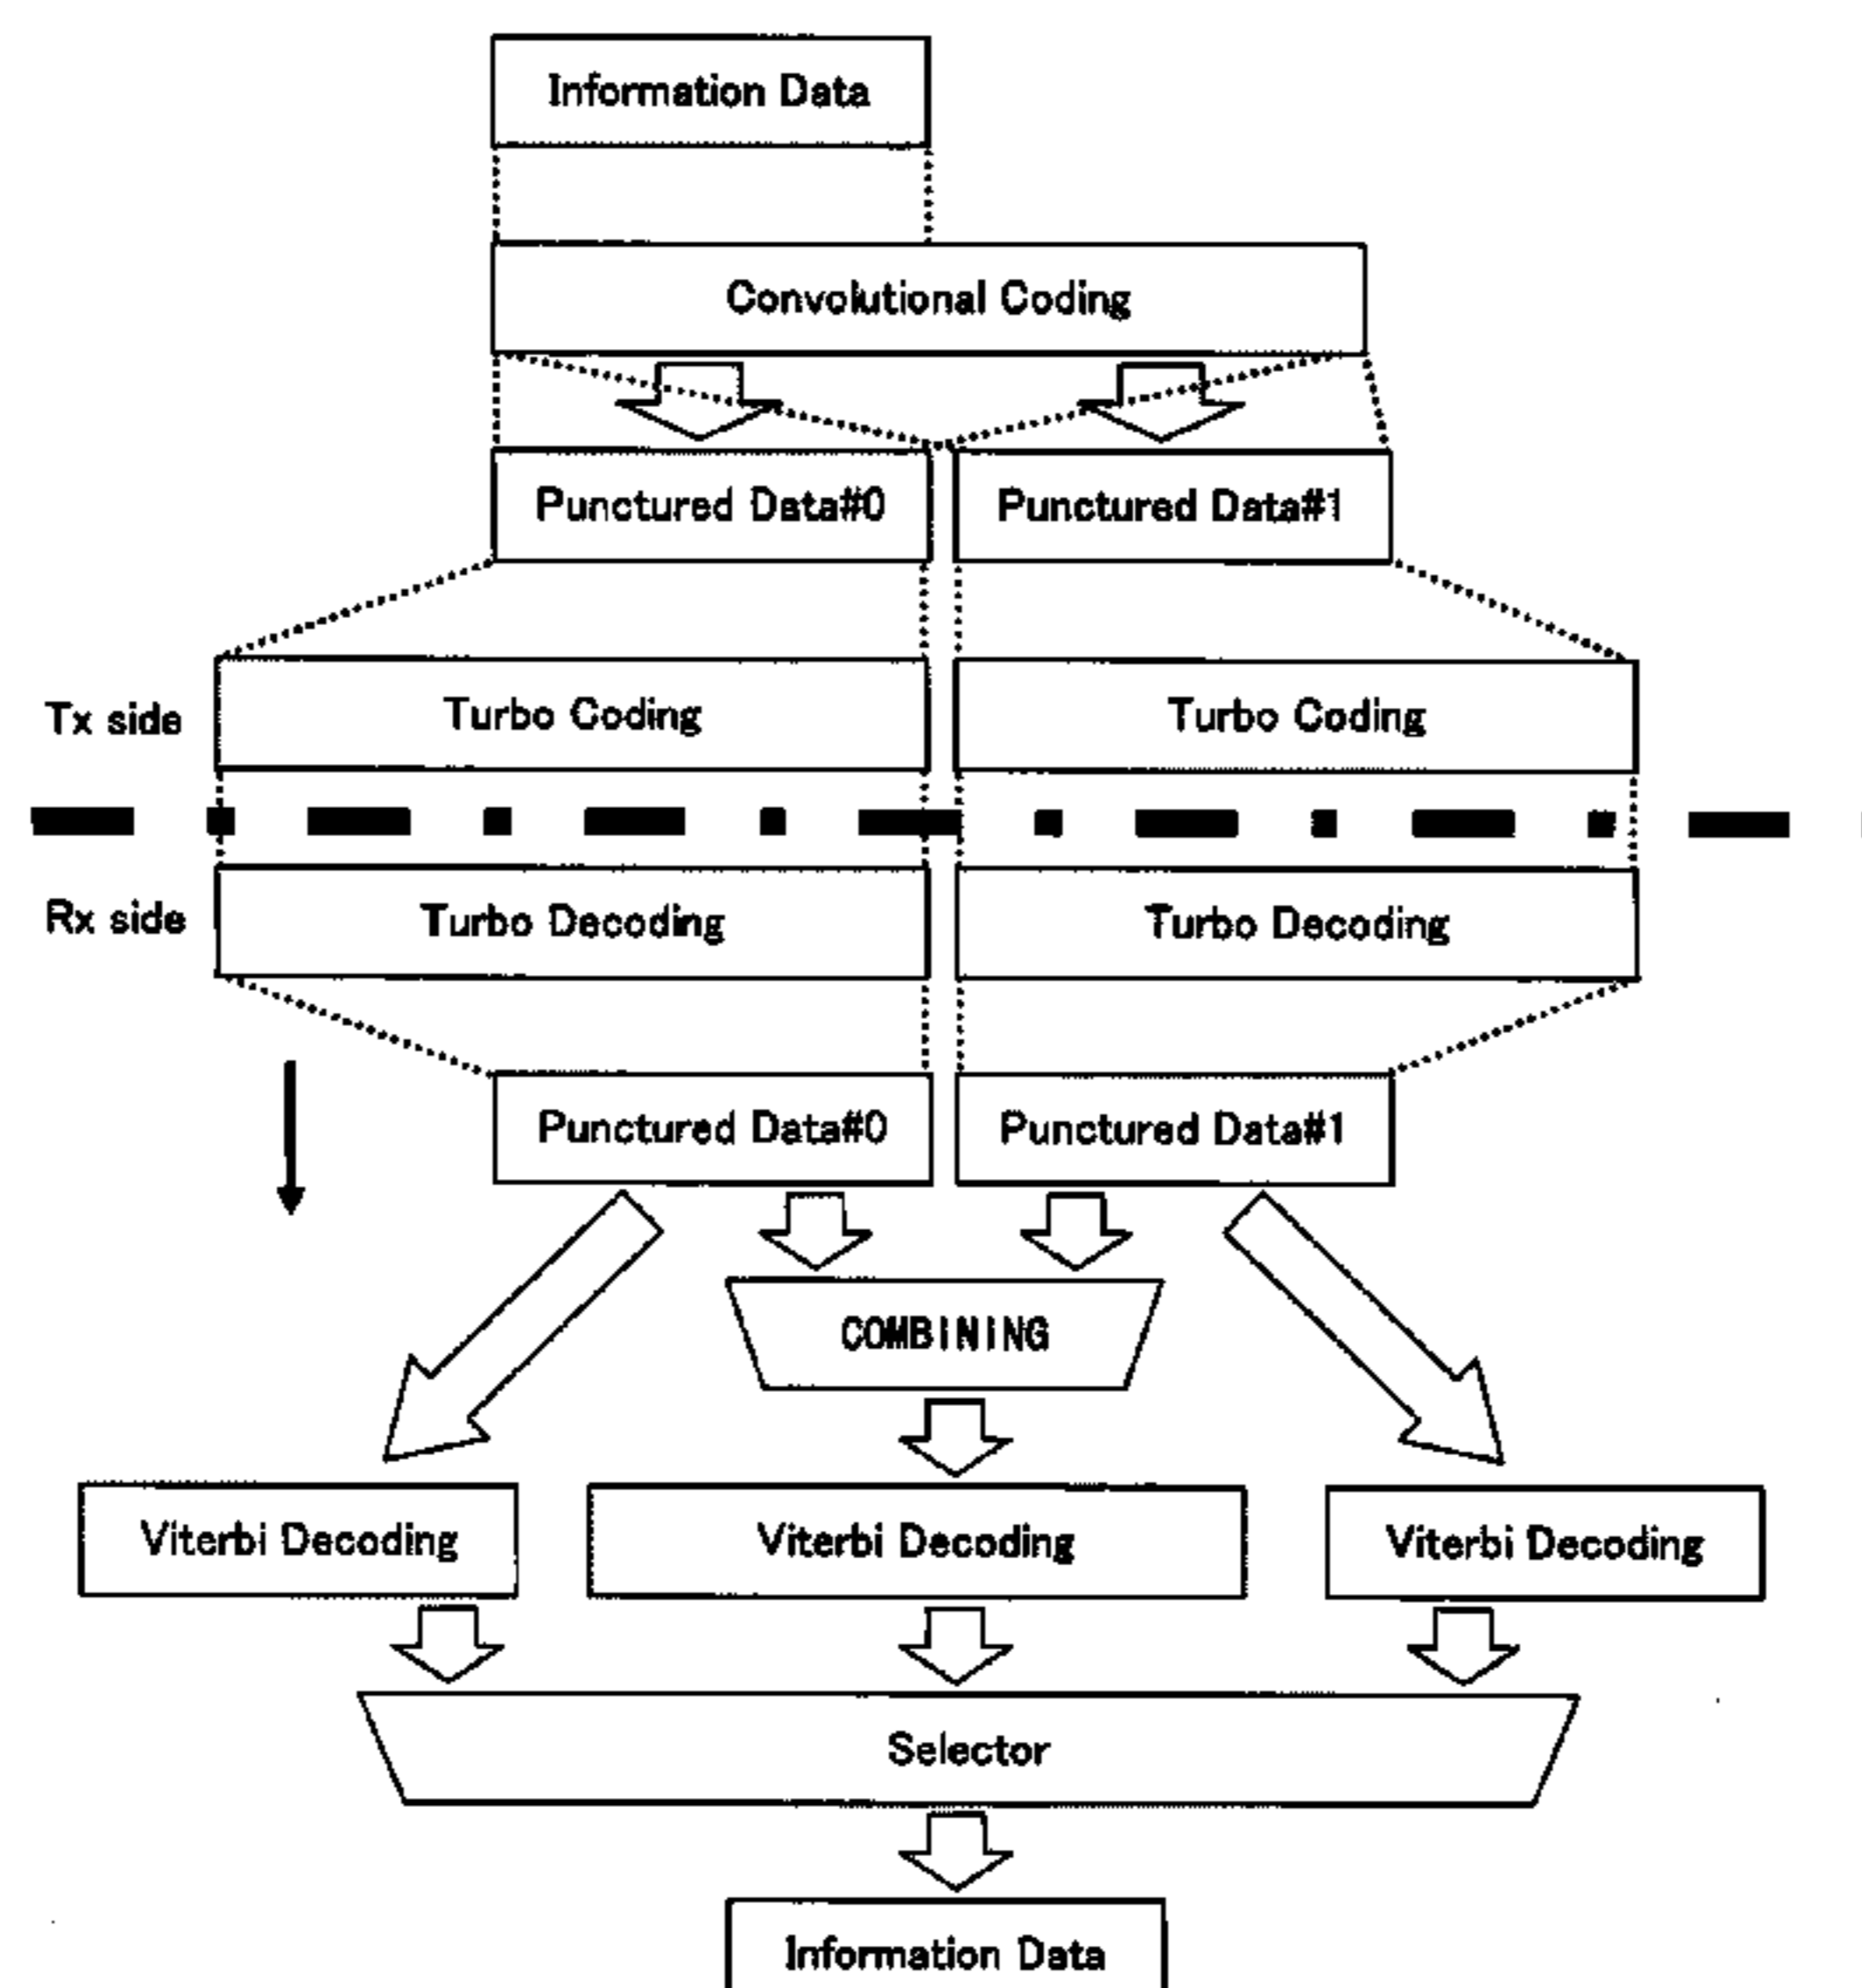 Information Data
Convolutional Coding
Punctured Data#0
Punctured Data#1
Tx side
Turbo Coding
Turbo Coding
Rx side
Turbo Decoding
Turbo Decoding
Punctured Data#0
Punctured Data#1
COMBINING
Viterbi Decoding
Viterbi Decoding
Viterbi Decoding
Selector
Information Data